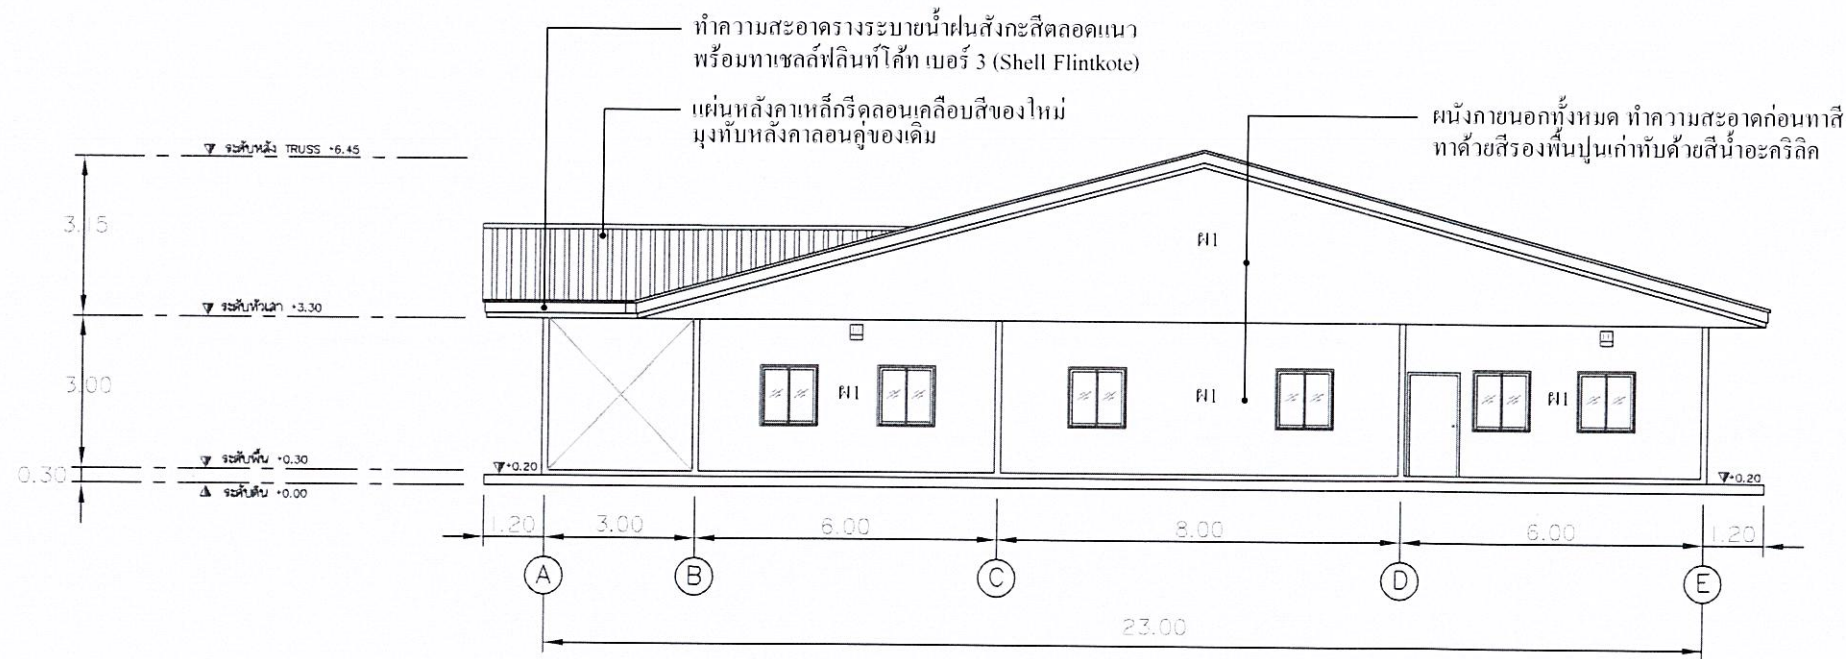 ทำความสะอาดรางระบายน้ำฝนสังกะสีตลอดแนว
พร้อมทาเชลล์ฟลินท์โค้ท เบอร์ 3 (Shell Flintkote)
แผ่นหลังคาเหล็กรีดลอนเคลือบสีของใหม่
มุงทับหลังคาลอนคู่ของเดิม
ผนังภายนอกทั้งหมด ทำความสะอาดก่อนทาสี
ทาด้วยสีรองพื้นปูนเก่าทับด้วยสีน้ำอะคริลิค
ระดับหลัง TRUSS +6.45
3.15
ผ1
ระดับหัวเสา +3.30
3.00
ผ1
ผ1
ผ1
ระดับพื้น +0.30
0.30
+0.20
+0.20
ระดับดิน +0.00
1.20
3.00
6.00
8.00
6.00
1.20
A
B
C
D
E
23.00